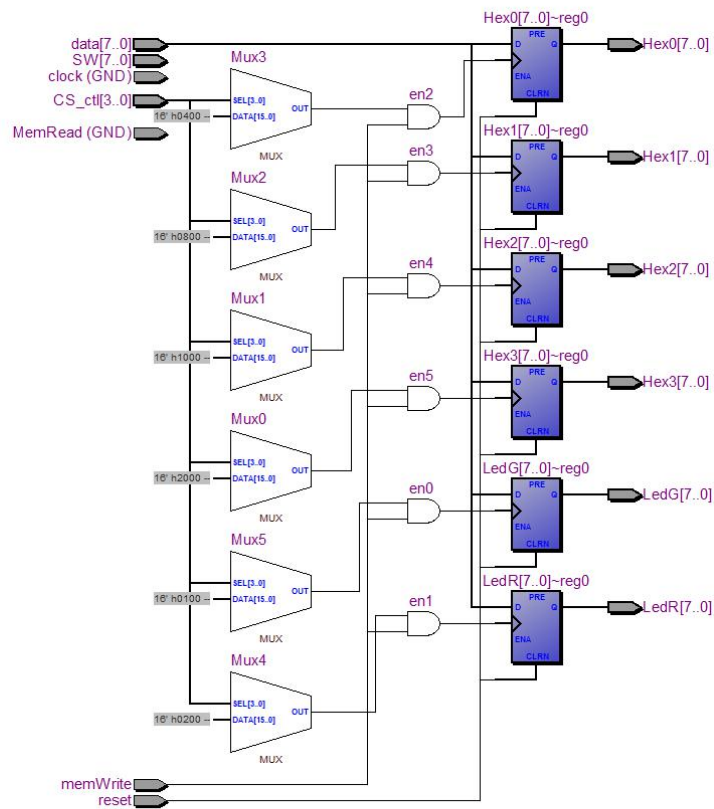 Hex0[7..0]~reg0
data[7..0]
PRE
D
Q
Hex0[7..0]
SW[7..0]
Mux3
clock (GND)
ENA
en2
CS_ctl[3..0]
SEL[3..0]
OUT
CLRN
16' h0400 --
DATA[15..0]
MemRead (GND)
Hex1[7..0]~reg0
en3
PRE
MUX
D
Q
Hex1[7..0]
Mux2
ENA
CLRN
SEL[3..0]
OUT
16' h0800 --
DATA[15..0]
Hex2[7..0]~reg0
en4
PRE
MUX
D
Q
Hex2[7..0]
Mux1
ENA
CLRN
SEL[3..0]
OUT
16' h1000 --
DATA[15..0]
Hex3[7..0]~reg0
en5
PRE
MUX
D
Q
Hex3[7..0]
Mux0
ENA
CLRN
SEL[3..0]
OUT
16' h2000 --
DATA[15..0]
LedG[7..0]~reg0
en0
PRE
MUX
D
Q
LedG[7..0]
Mux5
ENA
CLRN
SEL[3..0]
OUT
16' h0100 --
DATA[15..0]
LedR[7..0]~reg0
en1
PRE
MUX
D
Q
LedR[7..0]
Mux4
ENA
CLRN
SEL[3..0]
OUT
16' h0200 --
DATA[15..0]
MUX
memWrite
reset